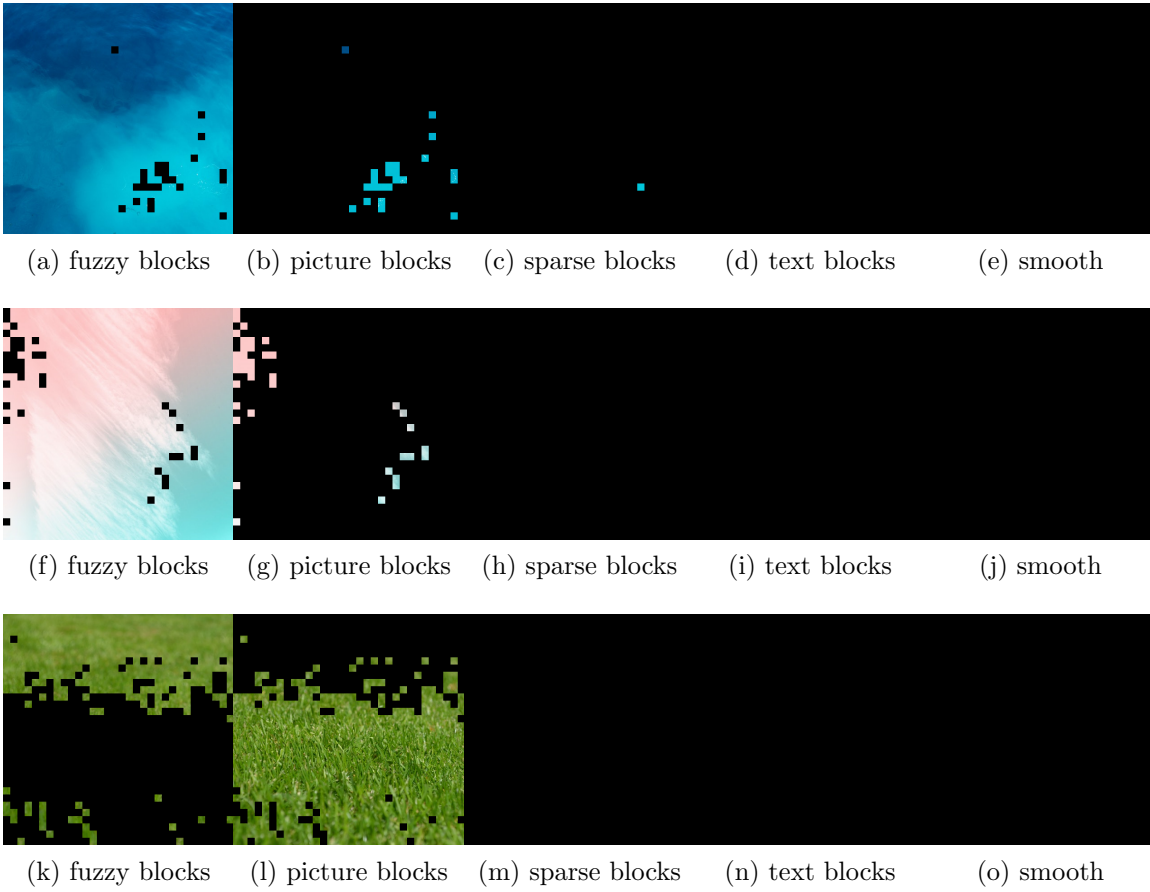 (a) fuzzy blocks (b) picture blocks (c) sparse blocks (d) text blocks (e) smooth
(f) fuzzy blocks (g) picture blocks (h) sparse blocks (i) text blocks (j) smooth
(k) fuzzy blocks (l) picture blocks (m) sparse blocks (n) text blocks (o) smooth